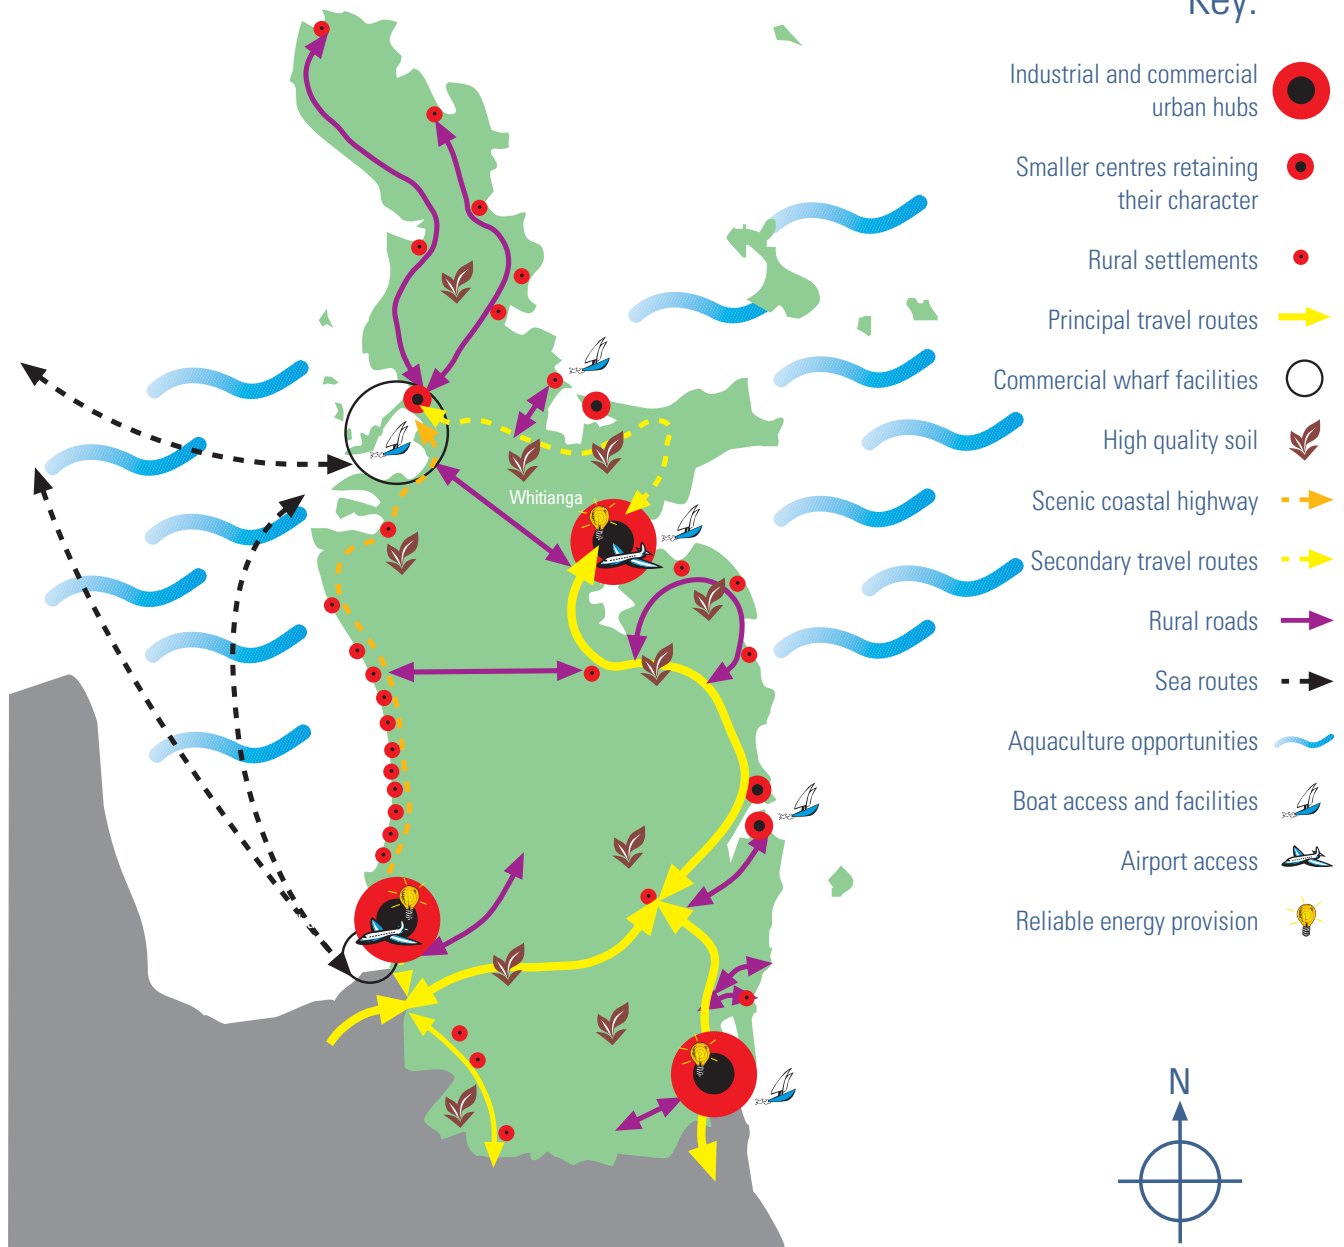 Key:
Industrial and commercial
urban hubs
Smaller centres retaining
their character
Rural settlements
Principal travel routes
Commercial wharf facilities
High quality soil
Scenic coastal highway
Secondary travel routes
Rural roads
Sea routes
Aquaculture opportunities
Boat access and facilities
Airport access
Reliable energy provision
Whitianga
N